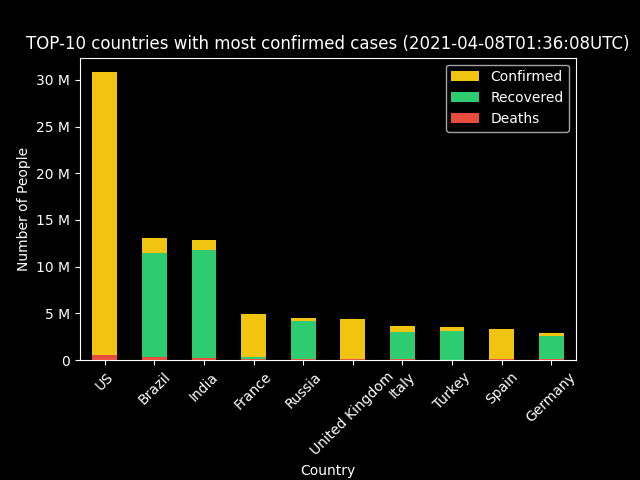 TOP-10 countries with most confirmed cases (2021-04-08T01:36:08UTC)
Confirmed
Recovered
Deaths
Number of People
30 M
25 M
20 M
15 M
10 M
5 M
0
US
Brazil
India
France
Russia
United Kingdom
Italy
Turkey
Spain
Germany
Country